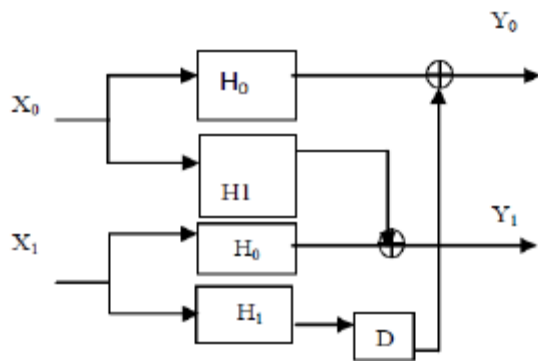 Y₀
H₀
X₀
H1
Y₁
X₁
H₀
H₁
D